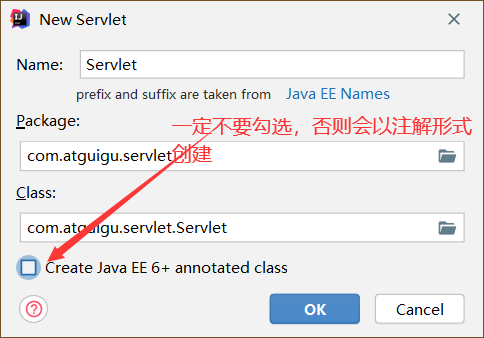 New Servlet
Name:
Servlet
prefix and suffix are taken from Java EE Names
一定不要勾选，否则会以注解形式
创建
Package:
com.atguigu.servlet
Class:
com.atguigu.servlet.Servlet
Create Java EE 6+ annotated class
?
OK
Cancel